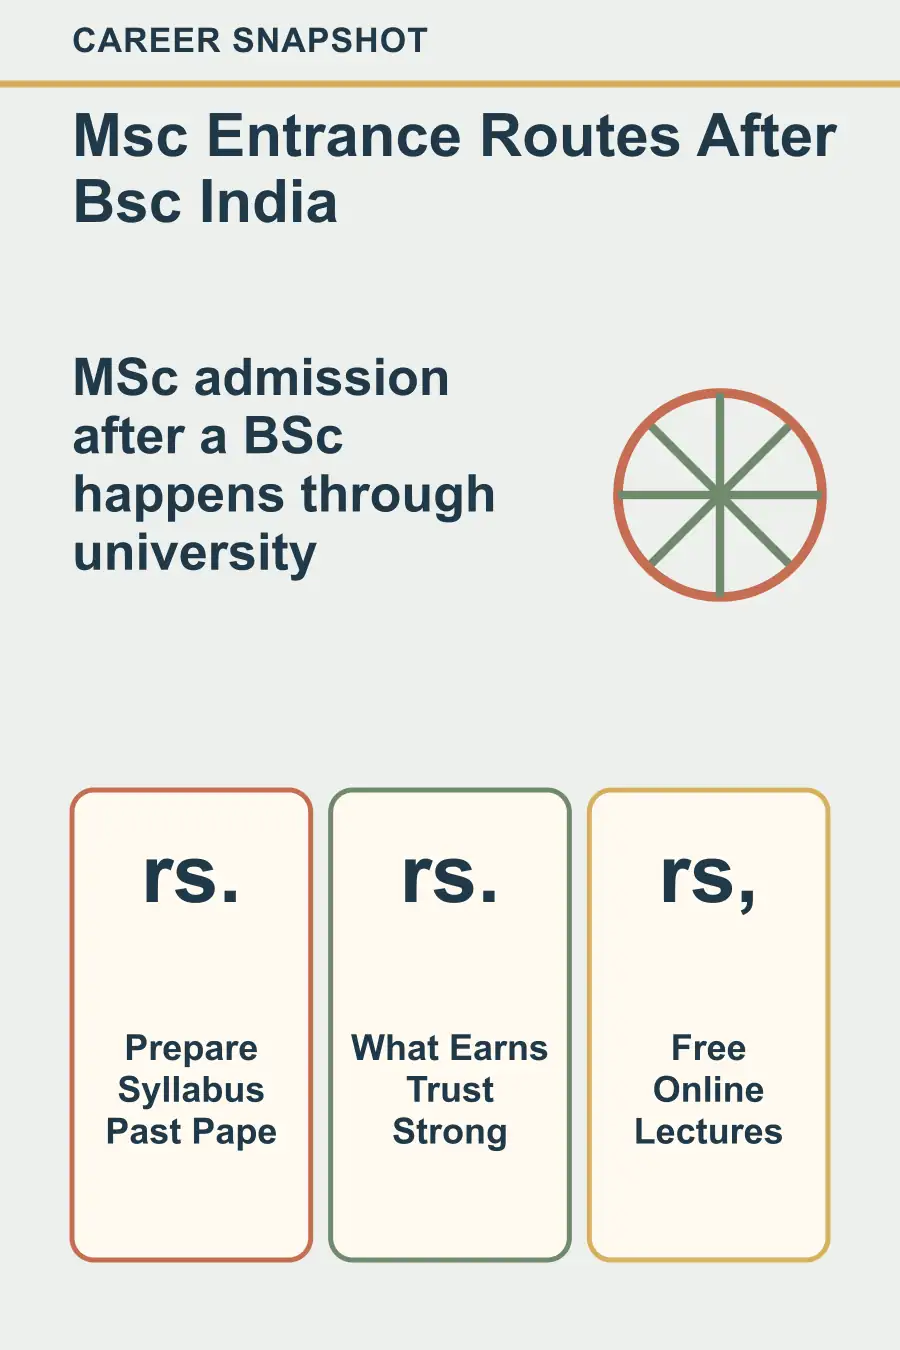 CAREER SNAPSHOT
Msc Entrance Routes After
Bsc India
MSc admission
after a BSc
happens through
university
rs.
Prepare
Syllabus
Past Pape
rs.
What Earns
Trust
Strong
rs,
Free
Online
Lectures